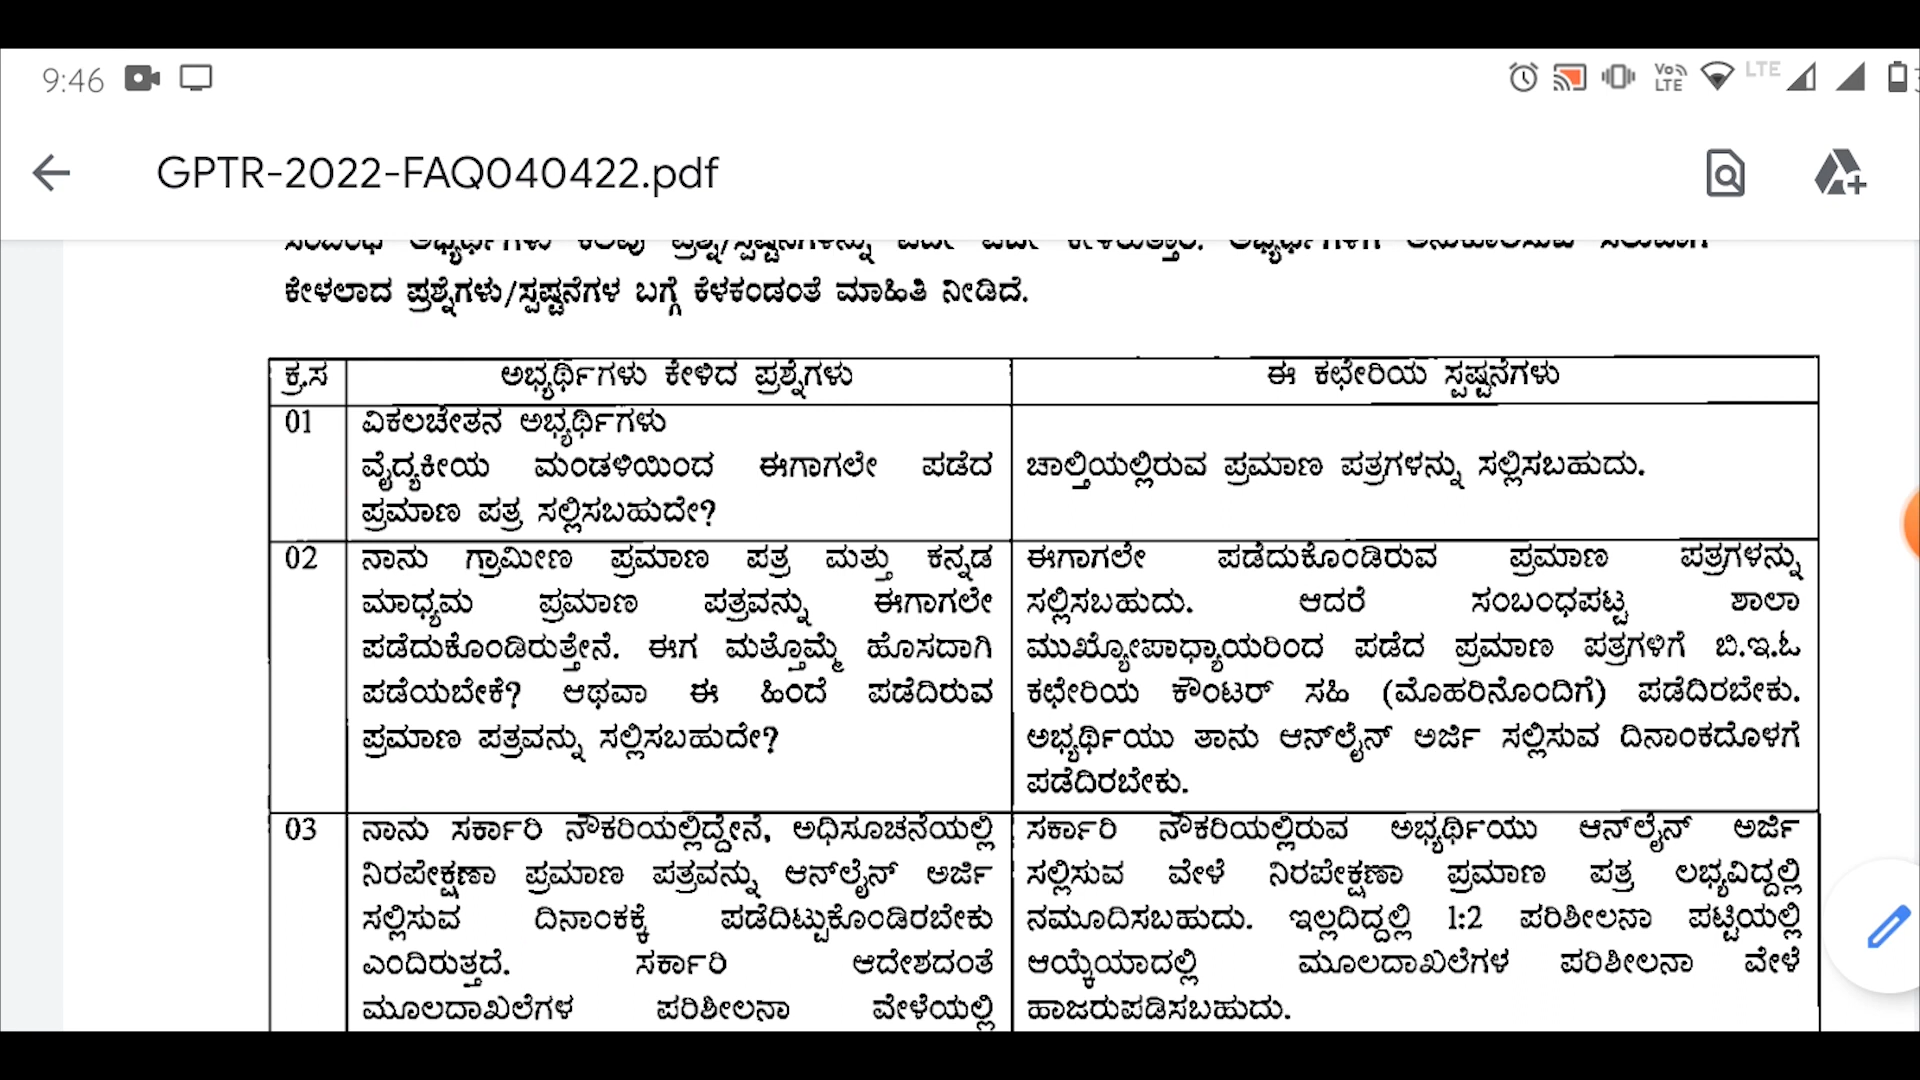 9:46
Vo LTE
LTE
GPTR-2022-FAQ040422.pdf
ಕೇಳಲಾದ ಪ್ರಶ್ನೆಗಳು/ಸ್ಪಷ್ಟನೆಗಳ ಬಗ್ಗೆ ಕೆಳಕಂಡಂತೆ ಮಾಹಿತಿ ನೀಡಿದೆ.
ಕ್ರ.ಸ ಅಭ್ಯರ್ಥಿಗಳು ಕೇಳಿದ ಪ್ರಶ್ನೆಗಳು ಈ ಕಛೇರಿಯ ಸ್ಪಷ್ಟನೆಗಳು
01 ವಿಕಲಚೇತನ ಅಭ್ಯರ್ಥಿಗಳು
ವೈದ್ಯಕೀಯ ಮಂಡಳಿಯಿಂದ ಈಗಾಗಲೇ ಪಡೆದ
ಪ್ರಮಾಣ ಪತ್ರ ಸಲ್ಲಿಸಬಹುದೇ?
ಚಾಲ್ತಿಯಲ್ಲಿರುವ ಪ್ರಮಾಣ ಪತ್ರಗಳನ್ನು ಸಲ್ಲಿಸಬಹುದು.
02 ನಾನು ಗ್ರಾಮೀಣ ಪ್ರಮಾಣ ಪತ್ರ ಮತ್ತು ಕನ್ನಡ
ಮಾಧ್ಯಮ ಪ್ರಮಾಣ ಪತ್ರವನ್ನು ಈಗಾಗಲೇ
ಪಡೆದುಕೊಂಡಿರುತ್ತೇನೆ. ಈಗ ಮತ್ತೊಮ್ಮೆ ಹೊಸದಾಗಿ
ಪಡೆಯಬೇಕೆ? ಅಥವಾ ಈ ಹಿಂದೆ ಪಡೆದಿರುವ
ಪ್ರಮಾಣ ಪತ್ರವನ್ನು ಸಲ್ಲಿಸಬಹುದೇ?
ಈಗಾಗಲೇ ಪಡೆದುಕೊಂಡಿರುವ ಪ್ರಮಾಣ ಪತ್ರಗಳನ್ನು
ಸಲ್ಲಿಸಬಹುದು. ಆದರೆ ಸಂಬಂಧಪಟ್ಟ ಶಾಲಾ
ಮುಖ್ಯೋಪಾಧ್ಯಾಯರಿಂದ ಪಡೆದ ಪ್ರಮಾಣ ಪತ್ರಗಳಿಗೆ ಬಿ.ಇ.ಓ
ಕಛೇರಿಯ ಕೌಂಟರ್ ಸಹಿ (ಮೊಹರಿನೊಂದಿಗೆ) ಪಡೆದಿರಬೇಕು.
ಅಭ್ಯರ್ಥಿಯು ತಾನು ಆನ್‌ಲೈನ್ ಅರ್ಜಿ ಸಲ್ಲಿಸುವ ದಿನಾಂಕದೊಳಗೆ
ಪಡೆದಿರಬೇಕು.
03 ನಾನು ಸರ್ಕಾರಿ ನೌಕರಿಯಲ್ಲಿದ್ದೇನೆ, ಅಧಿಸೂಚನೆಯಲ್ಲಿ
ನಿರಪೇಕ್ಷಣಾ ಪ್ರಮಾಣ ಪತ್ರವನ್ನು ಆನ್‌ಲೈನ್ ಅರ್ಜಿ
ಸಲ್ಲಿಸುವ ದಿನಾಂಕಕ್ಕೆ ಪಡೆದಿಟ್ಟುಕೊಂಡಿರಬೇಕು
ಎಂದಿರುತ್ತದೆ. ಸರ್ಕಾರಿ ಆದೇಶದಂತೆ
ಮೂಲದಾಖಲೆಗಳ ಪರಿಶೀಲನಾ ವೇಳೆಯಲ್ಲಿ
ಸರ್ಕಾರಿ ನೌಕರಿಯಲ್ಲಿರುವ ಅಭ್ಯರ್ಥಿಯು ಆನ್‌ಲೈನ್ ಅರ್ಜಿ
ಸಲ್ಲಿಸುವ ವೇಳೆ ನಿರಪೇಕ್ಷಣಾ ಪ್ರಮಾಣ ಪತ್ರ ಲಭ್ಯವಿದ್ದಲ್ಲಿ
ನಮೂದಿಸಬಹುದು. ಇಲ್ಲದಿದ್ದಲ್ಲಿ 1:2 ಪರಿಶೀಲನಾ ಪಟ್ಟಿಯಲ್ಲಿ
ಆಯ್ಕೆಯಾದಲ್ಲಿ ಮೂಲದಾಖಲೆಗಳ ಪರಿಶೀಲನಾ ವೇಳೆ
ಹಾಜರುಪಡಿಸಬಹುದು.